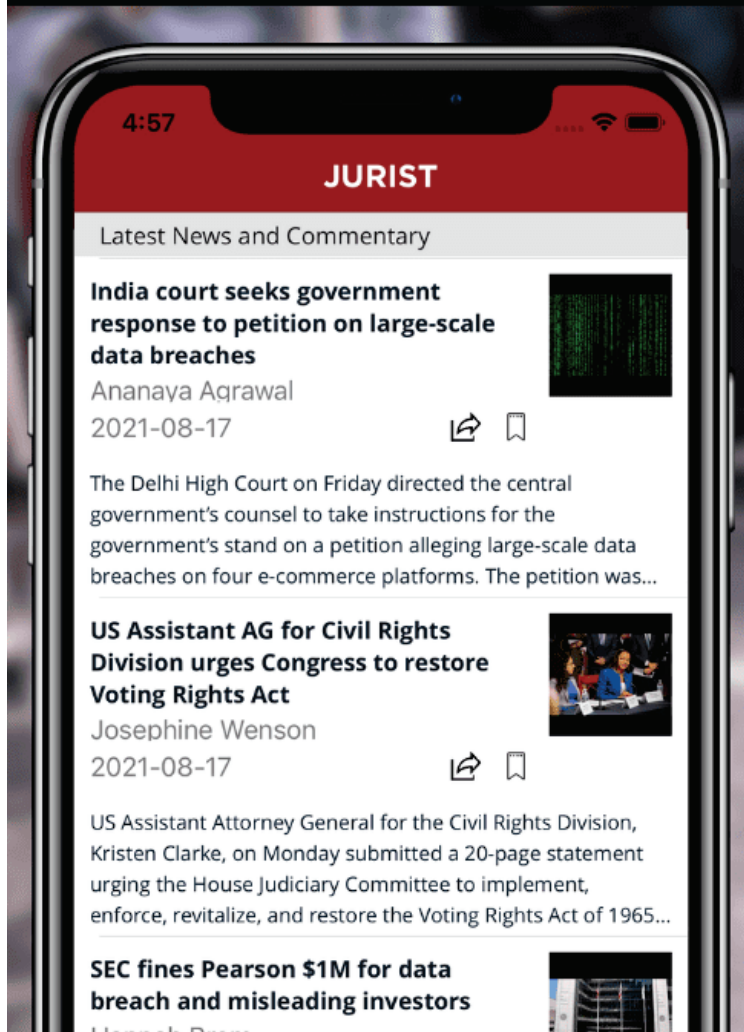 4:57
JURIST
Latest News and Commentary
India court seeks government
response to petition on large-scale
data breaches
Ananaya Agrawal
2021-08-17
The Delhi High Court on Friday directed the central
government's counsel to take instructions for the
government's stand on a petition alleging large-scale data
breaches on four e-commerce platforms. The petition was...
US Assistant AG for Civil Rights
Division urges Congress to restore
Voting Rights Act
Josephine Wenson
2021-08-17
US Assistant Attorney General for the Civil Rights Division,
Kristen Clarke, on Monday submitted a 20-page statement
urging the House Judiciary Committee to implement,
enforce, revitalize, and restore the Voting Rights Act of 1965...
SEC fines Pearson $1M for data
breach and misleading investors